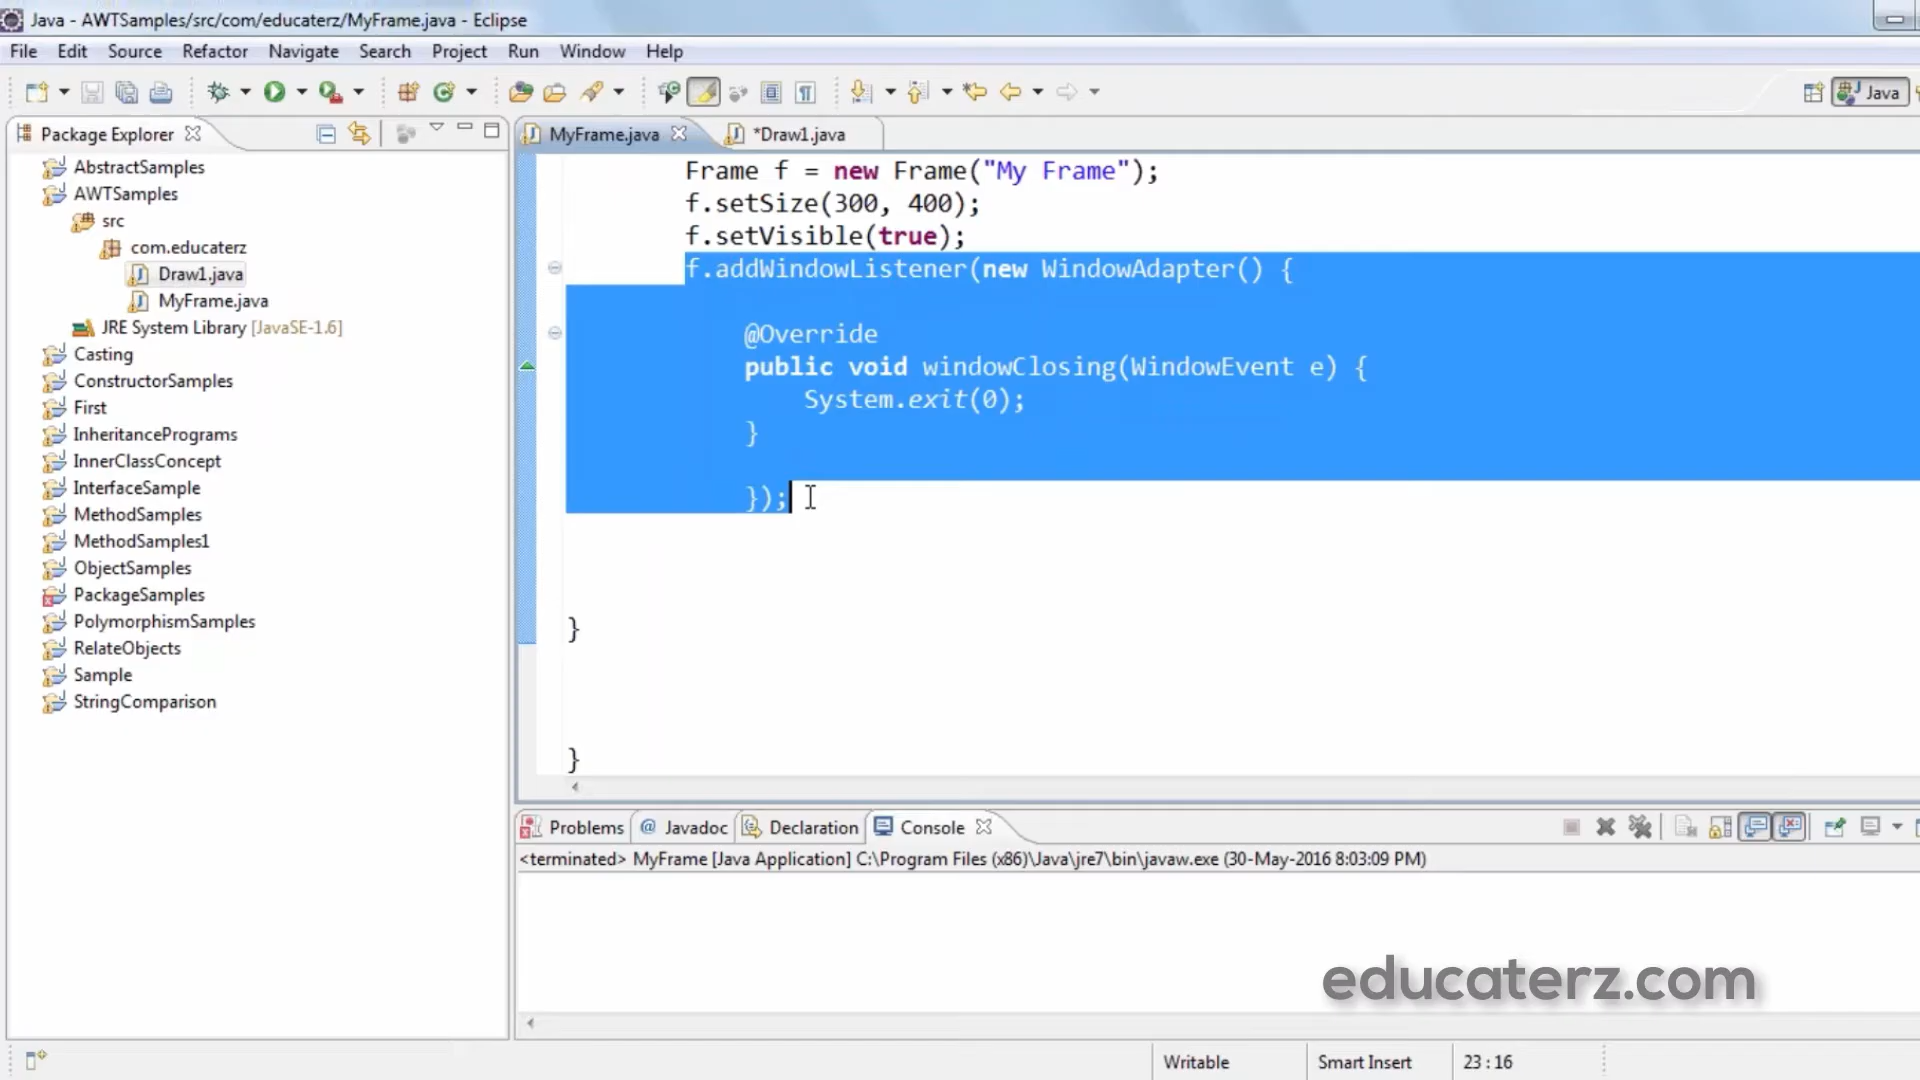 Java - AWTSamples/src/com/educaterz/MyFrame.java - Eclipse
File Edit Source Refactor Navigate Search Project Run Window Help
Java
Package Explorer
MyFrame.java
*Draw1.java
AbstractSamples
AWTSamples
src
com.educaterz
Draw1.java
MyFrame.java
JRE System Library [JavaSE-1.6]
Casting
ConstructorSamples
First
InheritancePrograms
InnerClassConcept
InterfaceSample
MethodSamples
MethodSamples1
ObjectSamples
PackageSamples
PolymorphismSamples
RelateObjects
Sample
StringComparison
Frame f = new Frame("My Frame");
f.setSize(300, 400);
f.setVisible(true);
f.addWindowListener(new WindowAdapter() {
@Override
public void windowClosing(WindowEvent e) {
System.exit(0);
}
});
}
}
Problems @ Javadoc Declaration Console
<terminated> MyFrame [Java Application] C:\Program Files (x86)\Java\jre7\bin\javaw.exe (30-May-2016 8:03:09 PM)
educaterz.com
Writable Smart Insert 23 : 16